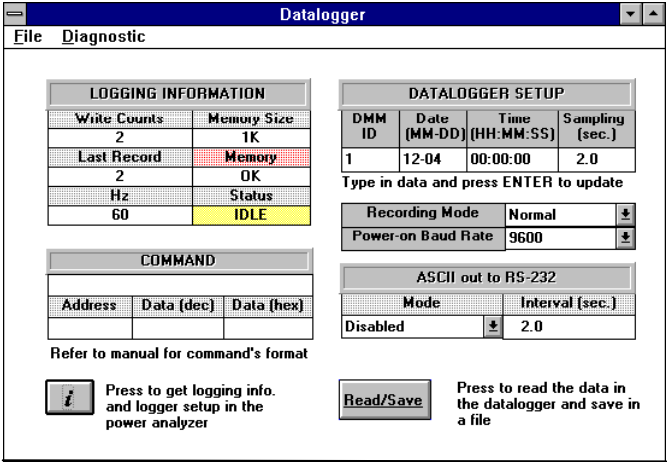 Datalogger
File Diagnostic
LOGGING INFORMATION
Write Counts Memory Size
2 1K
Last Record Memory
2 OK
Hz Status
60 IDLE
COMMAND
Address Data (dec) Data (hex)
Refer to manual for command's format
i
Press to get logging info.
and logger setup in the
power analyzer
DATALOGGER SETUP
DMM Date Time Sampling
ID (MM-DD) (HH:MM:SS) (sec.)
1 12-04 00:00:00 2.0
Type in data and press ENTER to update
Recording Mode Normal
Power-on Baud Rate 9600
ASCII out to RS-232
Mode Interval (sec.)
Disabled 2.0
Read/Save
Press to read the data in
the datalogger and save in
a file